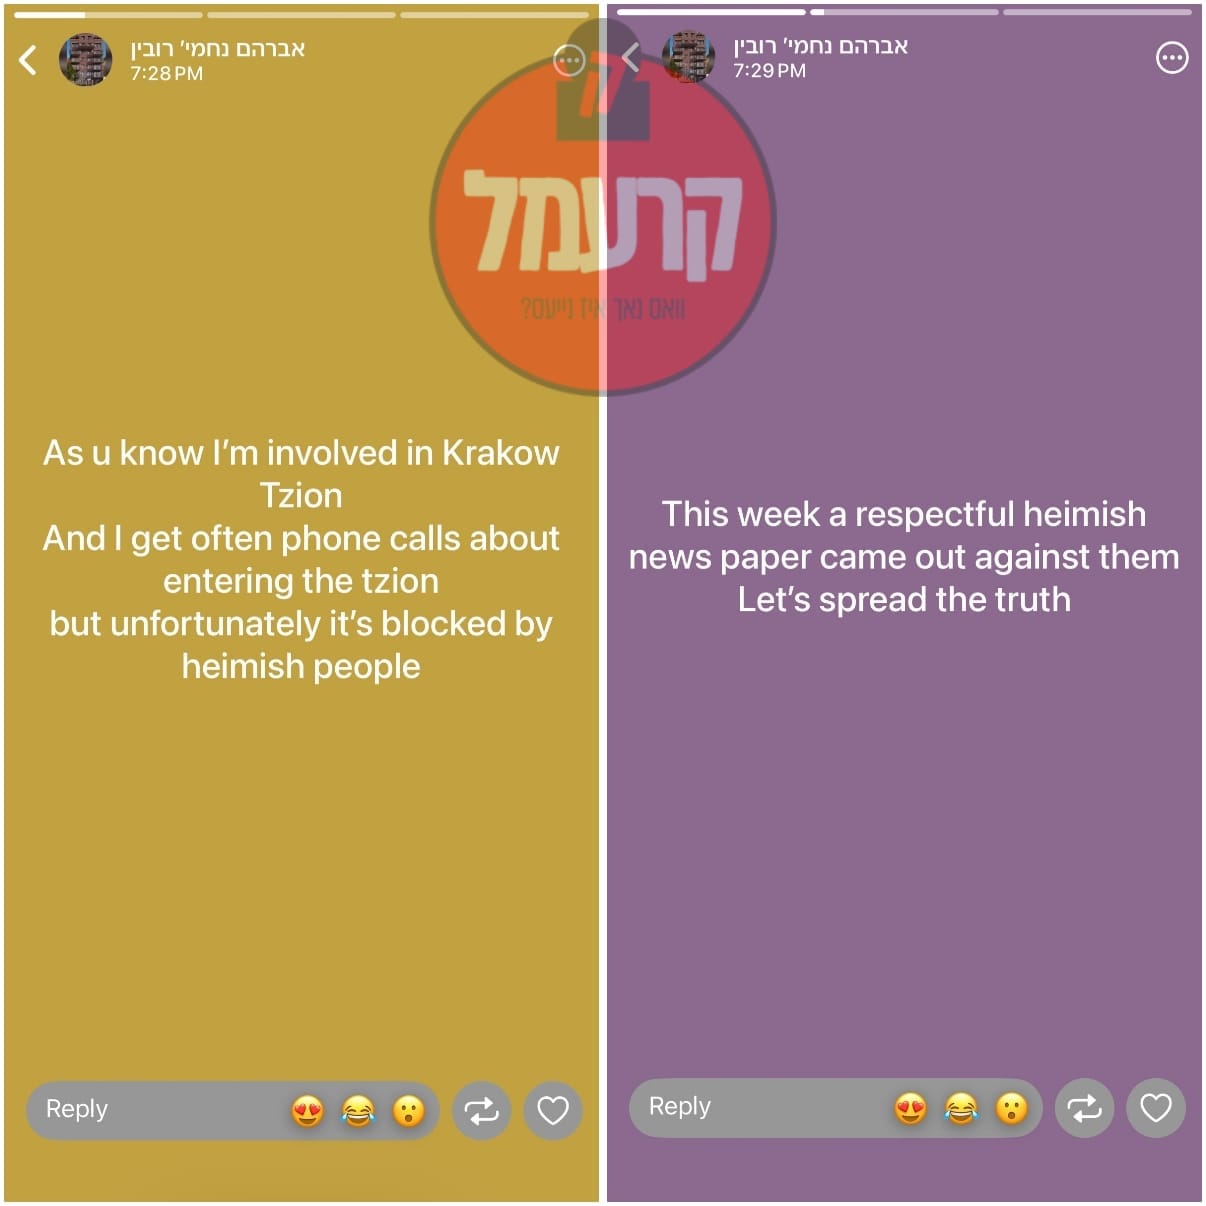 אברהם נחמי' רובין
7:28 PM
As u know I'm involved in Krakow
Tzion
And I get often phone calls about
entering the tzion
but unfortunately it's blocked by
heimish people
Reply
אברהם נחמי' רובין
7:29 PM
This week a respectful heimish
news paper came out against them
Let's spread the truth
Reply
ק
קרעמל
וואס נאך איז נייעס?